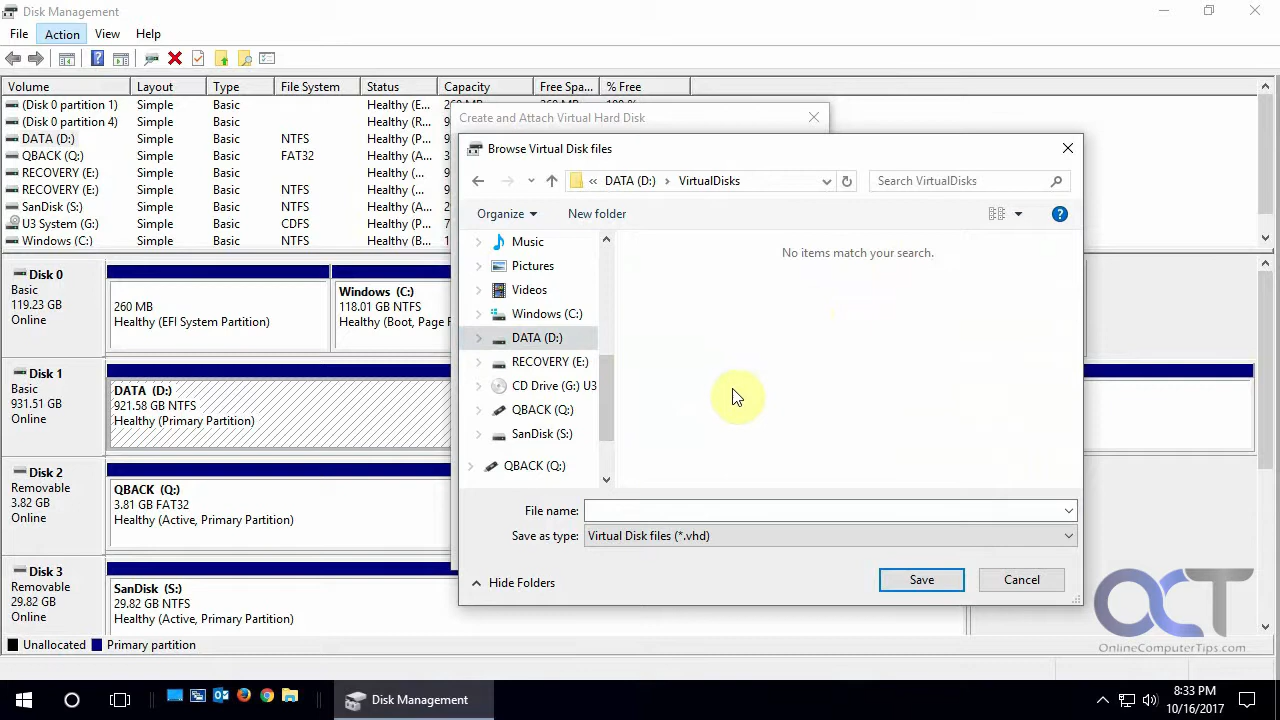 Disk Management
File Action View Help
Volume Layout Type File System Status Capacity Free Spa... % Free
(Disk 0 partition 1) Simple Basic Healthy (E...
(Disk 0 partition 4) Simple Basic Healthy (R...
DATA (D:) Simple Basic NTFS Healthy (P...
QBACK (Q:) Simple Basic FAT32 Healthy (A...
RECOVERY (E:) Simple Basic Healthy (...
RECOVERY (E:) Simple Basic NTFS Healthy (...
SanDisk (S:) Simple Basic NTFS Healthy (A...
U3 System (G:) Simple Basic CDFS Healthy (...
Windows (C:) Simple Basic NTFS Healthy (B...
Create and Attach Virtual Hard Disk
Browse Virtual Disk files
« DATA (D:) › VirtualDisks
Search VirtualDisks
Organize New folder
Music
Pictures
Videos
Windows (C:)
DATA (D:)
RECOVERY (E:)
CD Drive (G:) U3
QBACK (Q:)
SanDisk (S:)
QBACK (Q:)
No items match your search.
File name:
Save as type: Virtual Disk files (*.vhd)
Hide Folders
Save Cancel
Disk 0
Basic
119.23 GB
Online
260 MB
Healthy (EFI System Partition)
Windows (C:)
118.01 GB NTFS
Healthy (Boot, Page F
Disk 1
Basic
931.51 GB
Online
DATA (D:)
921.58 GB NTFS
Healthy (Primary Partition)
Disk 2
Removable
3.82 GB
Online
QBACK (Q:)
3.81 GB FAT32
Healthy (Active, Primary Partition)
Disk 3
Removable
29.82 GB
Online
SanDisk (S:)
29.82 GB NTFS
Healthy (Active, Primary Partition)
Unallocated Primary partition
OCT
OnlineComputerTips.com
Disk Management
8:33 PM
10/16/2017